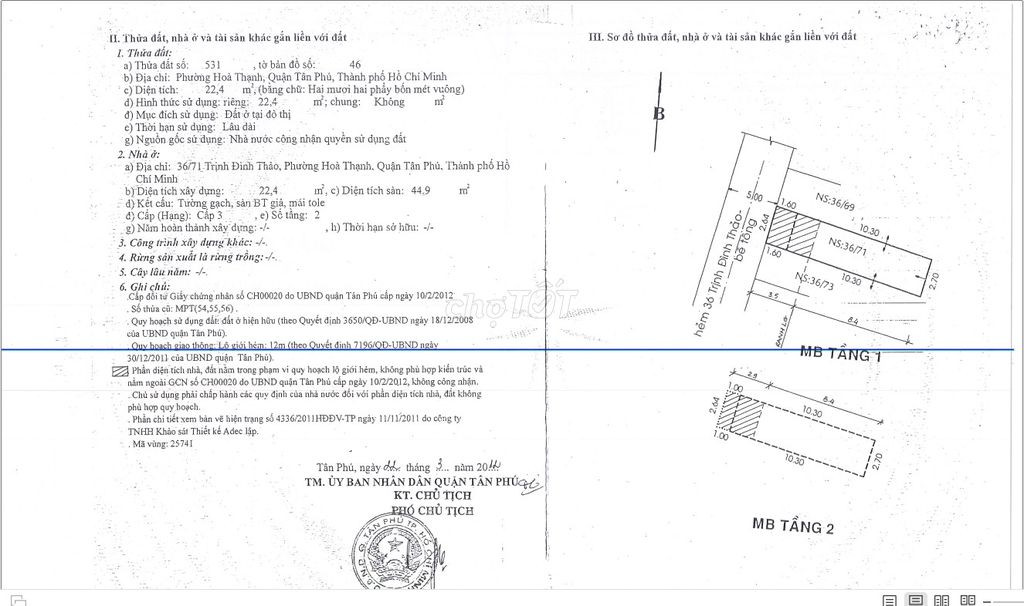 II. Thửa đất, nhà ở và tài sản khác gắn liền với đất
1. Thửa đất:
a) Thửa đất số: 531 , tờ bản đồ số: 46
b) Địa chỉ: Phường Hoà Thạnh, Quận Tân Phú, Thành phố Hồ Chí Minh
c) Diện tích: 22,4 m², (bằng chữ: Hai mươi hai phẩy bốn mét vuông)
d) Hình thức sử dụng: riêng: 22,4 m²; chung: Không m²
đ) Mục đích sử dụng: Đất ở tại đô thị
e) Thời hạn sử dụng: Lâu dài
g) Nguồn gốc sử dụng: Nhà nước công nhận quyền sử dụng đất
2. Nhà ở:
a) Địa chỉ: 36/71 Trịnh Đình Thảo, Phường Hoà Thạnh, Quận Tân Phú, Thành phố Hồ
Chí Minh
b) Diện tích xây dựng: 22,4 m², c) Diện tích sàn: 44.9 m²
d) Kết cấu: Tường gạch, sàn BT giả, mái tole
đ) Cấp (Hạng): Cấp 3 , e) Số tầng: 2
g) Năm hoàn thành xây dựng: -/- , h) Thời hạn sở hữu: -/-
3. Công trình xây dựng khác: -/-.
4. Rừng sản xuất là rừng trồng:-/-.
5. Cây lâu năm: -/-.
6. Ghi chú:
.Cấp đổi từ Giấy chứng nhân số CH00020 do UBND quận Tân Phú cấp ngày 10/2/2012
. Số thửa cũ: MPT(54,55,56) .
. Quy hoạch sử dụng đất: đất ở hiện hữu (theo Quyết định 3650/QĐ-UBND ngày 18/12/2008
của UBND quận Tân Phú).
. Quy hoạch giao thông: Lộ giới hẻm: 12m (theo Quyết định 7196/QĐ-UBND ngày
30/12/2011 của UBND quận Tân Phú).
Phần diện tích nhà, đất nằm trong phạm vi quy hoạch lộ giới hẻm, không phù hợp kiến trúc và
nằm ngoài GCN số CH00020 do UBND quận Tân Phú cấp ngày 10/2/2012, không công nhận.
. Chủ sử dụng phải chấp hành các quy định của nhà nước đối với phần diện tích nhà, đất không
phù hợp quy hoạch.
. Phần chi tiết xem bản vẽ hiện trạng số 4336/2011HĐĐV-TP ngày 11/11/2011 do công ty
TNHH Khảo sát Thiết kế Adec lập.
. Mã vùng: 25741
Tân Phú, ngày tháng 3 năm 20
TM. ỦY BAN NHÂN DÂN QUẬN TÂN PHÚ
KT. CHỦ TỊCH
PHÓ CHỦ TỊCH
Q. TÂN PHÚ TP. HỒ CHÍ MINH
chợTỐT
III. Sơ đồ thửa đất, nhà ở và tài sản khác gắn liền với đất
B
5.00
1.60
NS:36/69
10.30
2.64
NS:36/71
1.60
10.30
2.70
NS:36/73
hẻm 36 Trịnh Đình Thảo-
bê tông
3.5
8.4
RANH LG
MB TẦNG 1
2.9
8.4
1.00
10.30
2.64
1.00
10.30
2.70
MB TẦNG 2